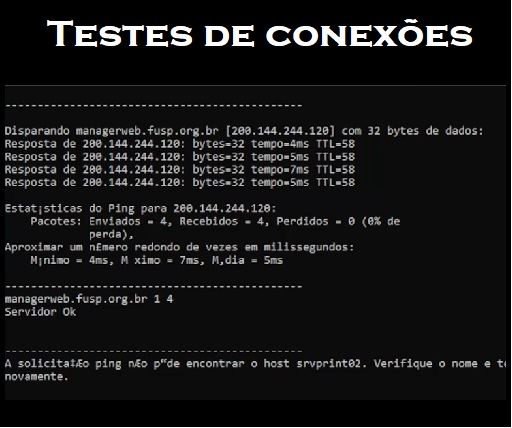 Testes de conexões
-----------------------------------------------
Disparando managerweb.fusp.org.br [200.144.244.120] com 32 bytes de dados:
Resposta de 200.144.244.120: bytes=32 tempo=4ms TTL=58
Resposta de 200.144.244.120: bytes=32 tempo=5ms TTL=58
Resposta de 200.144.244.120: bytes=32 tempo=7ms TTL=58
Resposta de 200.144.244.120: bytes=32 tempo=5ms TTL=58
Estat¡sticas do Ping para 200.144.244.120:
Pacotes: Enviados = 4, Recebidos = 4, Perdidos = 0 (0% de
perda),
Aproximar um n£mero redondo de vezes em milissegundos:
M¡nimo = 4ms, M ximo = 7ms, M‚dia = 5ms
-----------------------------------------------
managerweb.fusp.org.br 1 4
Servidor Ok
-----------------------------------------------
A solicita‡Æo ping nÆo p“de encontrar o host srvprint02. Verifique o nome e te
novamente.